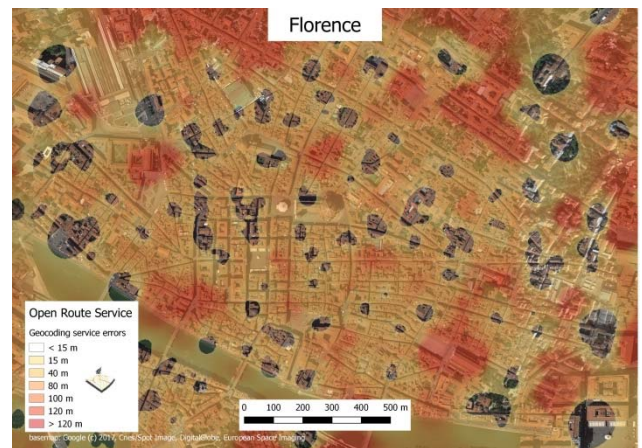 Florence
Open Route Service
Geocoding service errors
< 15 m
15 m
40 m
80 m
100 m
120 m
> 120 m
0 100 200 300 400 500 m
basemap: Google (c) 2017, Cnes/Spot Image, DigitalGlobe, European Space Imaging